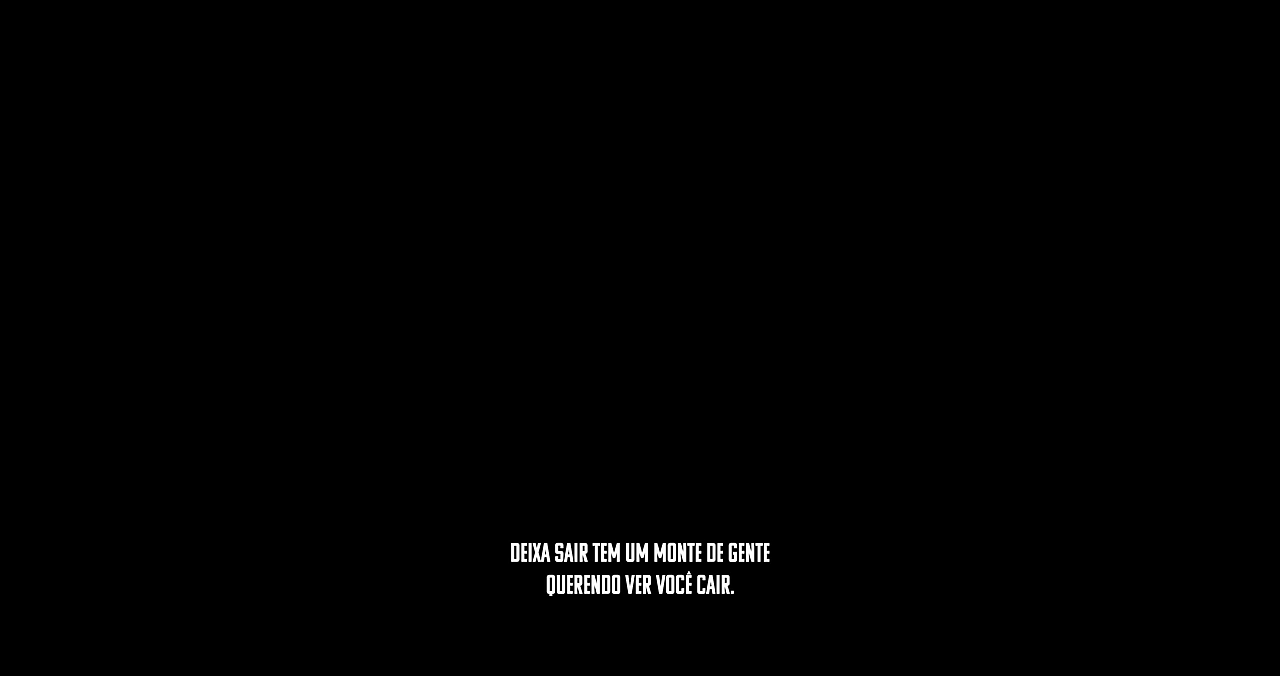 DEIXA SAIR TEM UM MONTE DE GENTE
QUERENDO VER VOCÊ CAIR.